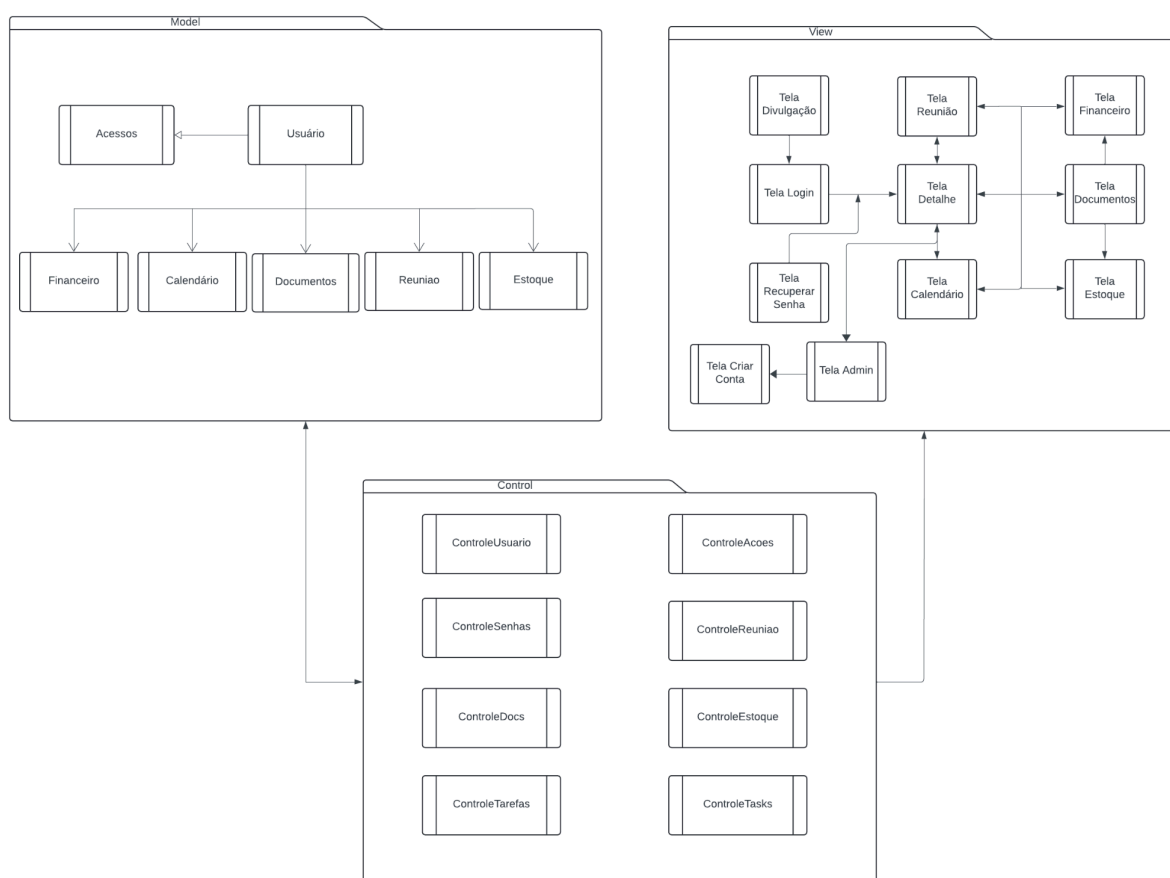 Model
Acessos
Usuário
Financeiro
Calendário
Documentos
Reuniao
Estoque
View
Tela
Divulgação
Tela
Reunião
Tela
Financeiro
Tela Login
Tela
Detalhe
Tela
Documentos
Tela
Recuperar
Senha
Tela
Calendário
Tela
Estoque
Tela Criar
Conta
Tela Admin
Control
ControleUsuario
ControleAcoes
ControleSenhas
ControleReuniao
ControleDocs
ControleEstoque
ControleTarefas
ControleTasks